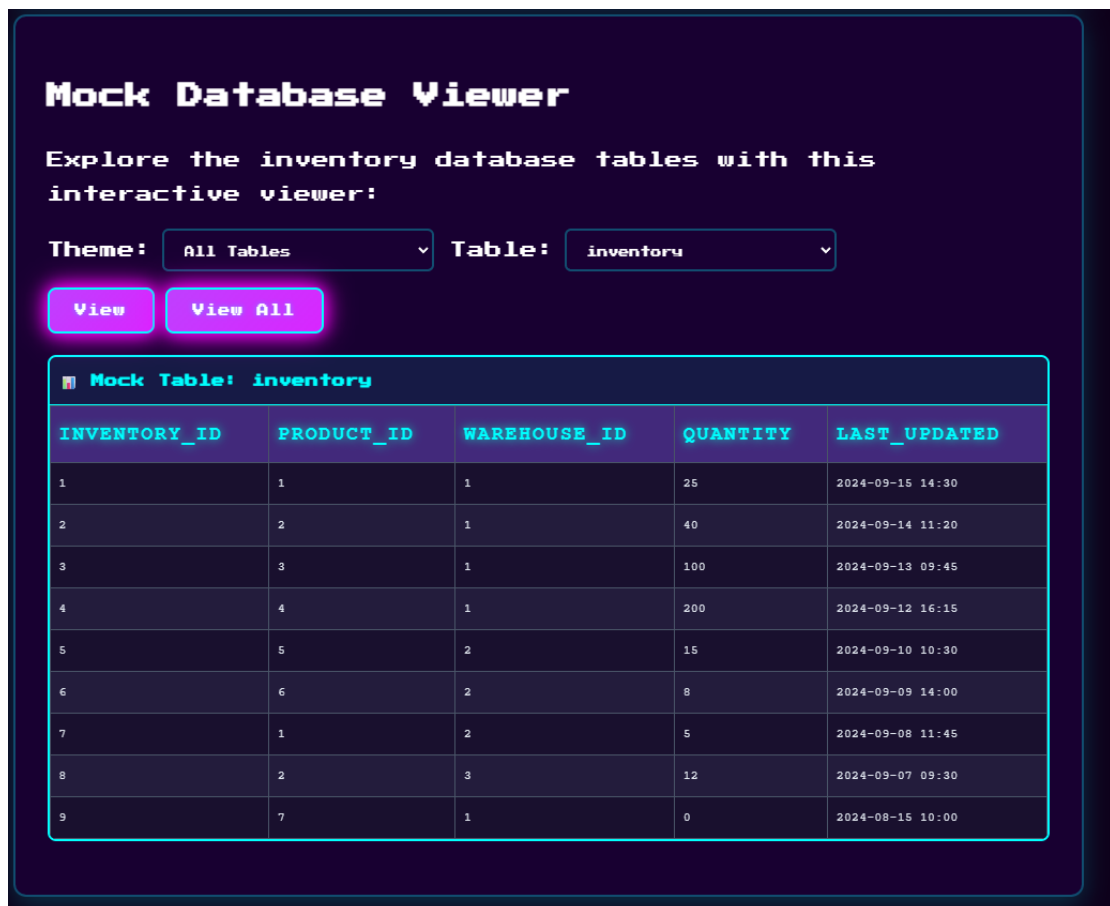 Mock Database Viewer
Explore the inventory database tables with this
interactive viewer:
Theme: All Tables Table: inventory
View View All
Mock Table: inventory
INVENTORY_ID PRODUCT_ID WAREHOUSE_ID QUANTITY LAST_UPDATED
1 1 1 25 2024-09-15 14:30
2 2 1 40 2024-09-14 11:20
3 3 1 100 2024-09-13 09:45
4 4 1 200 2024-09-12 16:15
5 5 2 15 2024-09-10 10:30
6 6 2 8 2024-09-09 14:00
7 1 2 5 2024-09-08 11:45
8 2 3 12 2024-09-07 09:30
9 7 1 0 2024-08-15 10:00